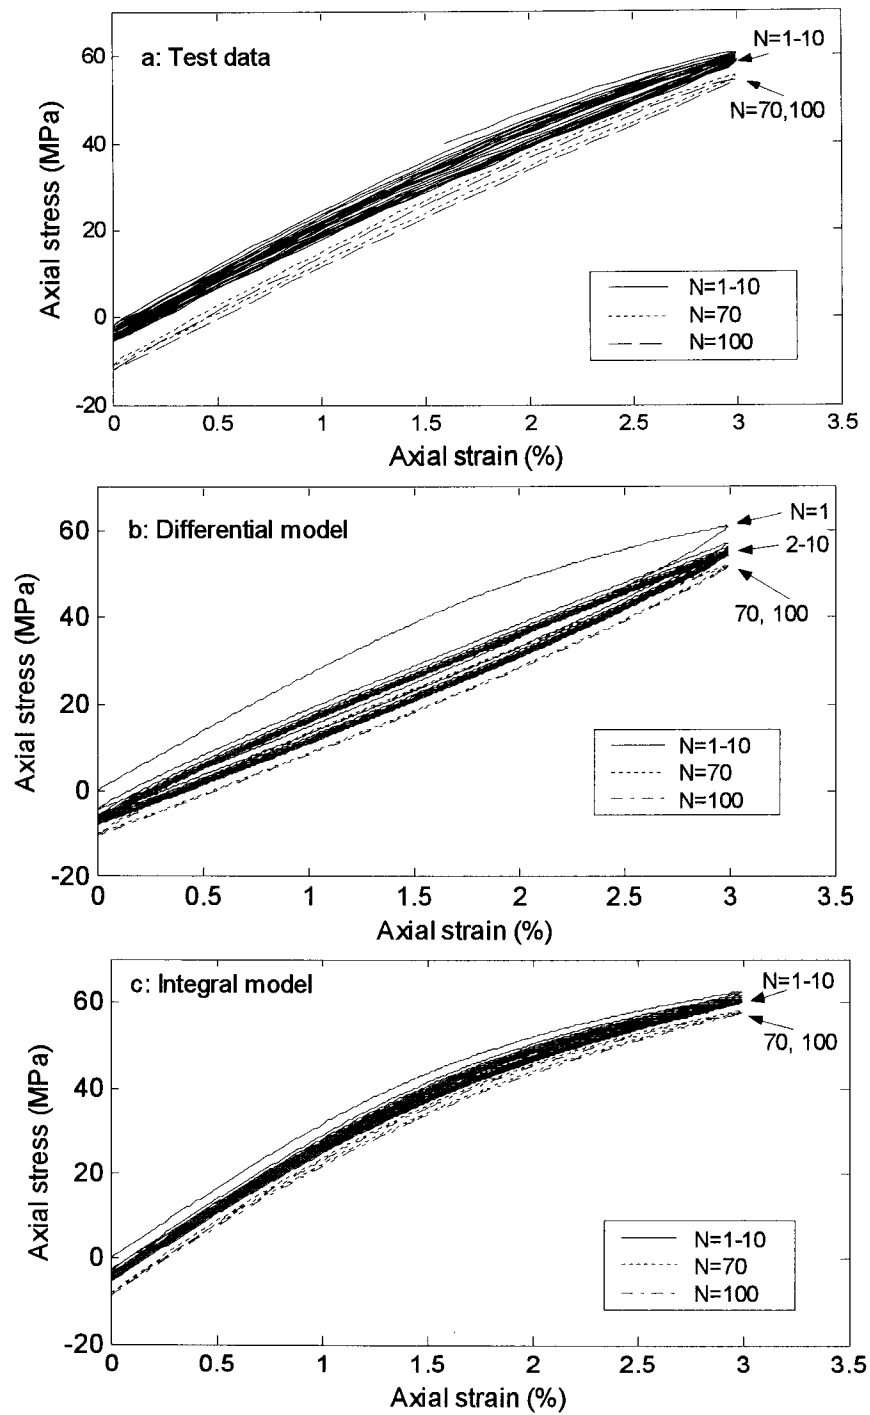 a: Test data
N=1-10
N=70,100
60
40
20
0
-20
Axial stress (MPa)
N=1-10
N=70
N=100
0
0.5
1
1.5
2
2.5
3
3.5
Axial strain (%)
b: Differential model
N=1
2-10
70, 100
60
40
20
0
-20
Axial stress (MPa)
N=1-10
N=70
N=100
0
0.5
1
1.5
2
2.5
3
3.5
Axial strain (%)
c: Integral model
N=1-10
70, 100
60
40
20
0
-20
Axial stress (MPa)
N=1-10
N=70
N=100
0
0.5
1
1.5
2
2.5
3
3.5
Axial strain (%)